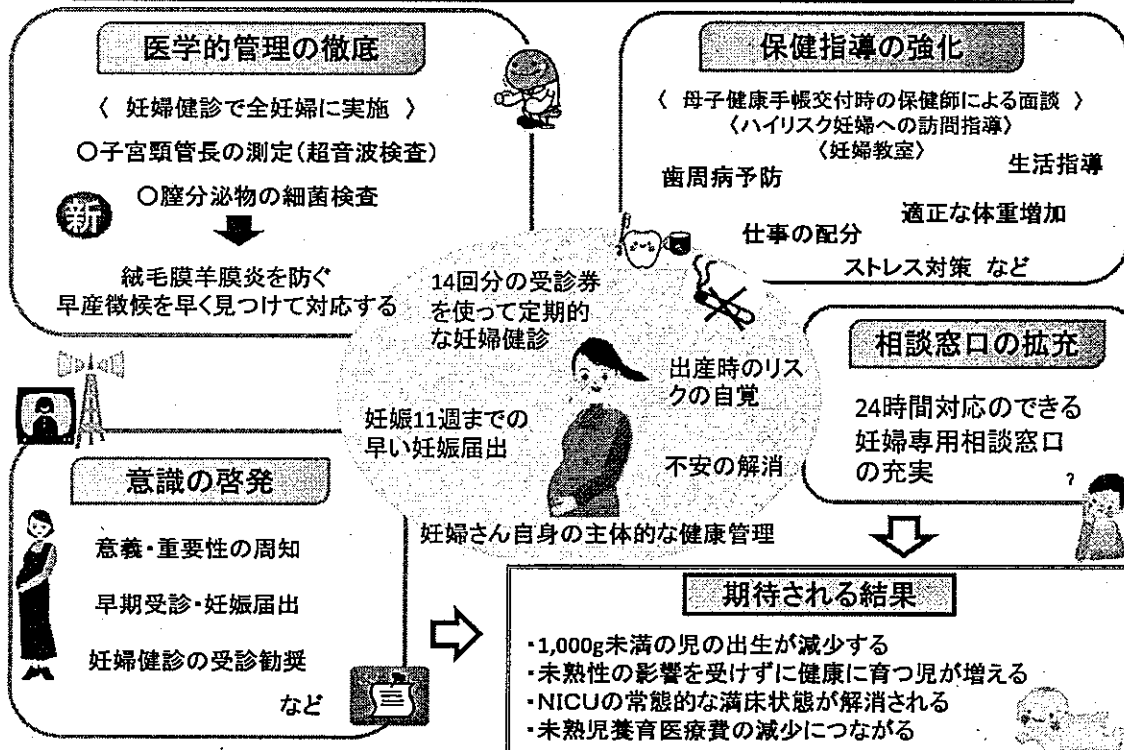 医学的管理の徹底
〈 妊婦健診で全妊婦に実施 〉
○子宮頸管長の測定(超音波検査)
○膣分泌物の細菌検査
新
絨毛膜羊膜炎を防ぐ
早産徴候を早く見つけて対応する
保健指導の強化
〈 母子健康手帳交付時の保健師による面談 〉
〈ハイリスク妊婦への訪問指導〉
〈妊婦教室〉
歯周病予防
生活指導
適正な体重増加
仕事の配分
ストレス対策 など
14回分の受診券
を使って定期的
な妊婦健診
出産時のリス
クの自覚
妊娠11週までの
早い妊娠届出
不安の解消
妊婦さん自身の主体的な健康管理
相談窓口の拡充
24時間対応のできる
妊婦専用相談窓口
の充実
?
意識の啓発
意義・重要性の周知
早期受診・妊娠届出
妊婦健診の受診勧奨
など
期待される結果
・1,000g未満の児の出生が減少する
・未熟性の影響を受けずに健康に育つ児が増える
・NICUの常態的な満床状態が解消される
・未熟児養育医療費の減少につながる